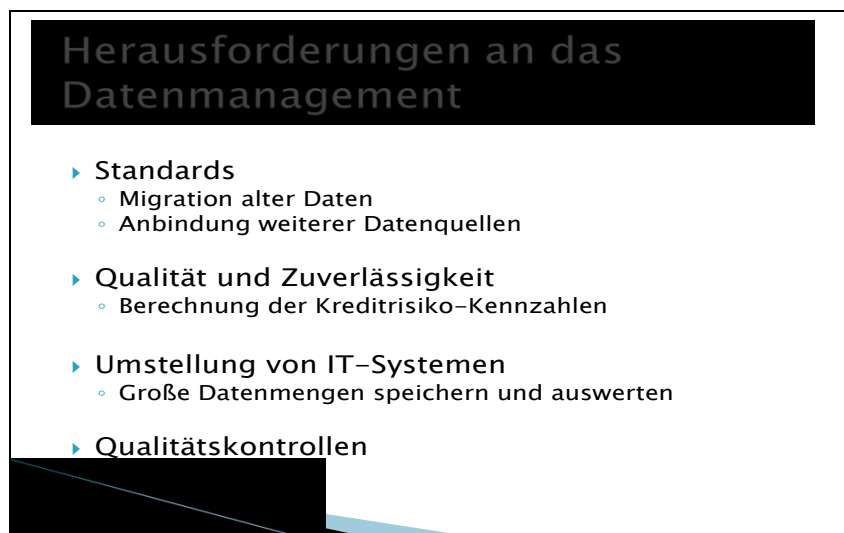 Herausforderungen an das
Datenmanagement
Standards
Migration alter Daten
Anbindung weiterer Datenquellen
Qualität und Zuverlässigkeit
Berechnung der Kreditrisiko-Kennzahlen
Umstellung von IT-Systemen
Große Datenmengen speichern und auswerten
Qualitätskontrollen